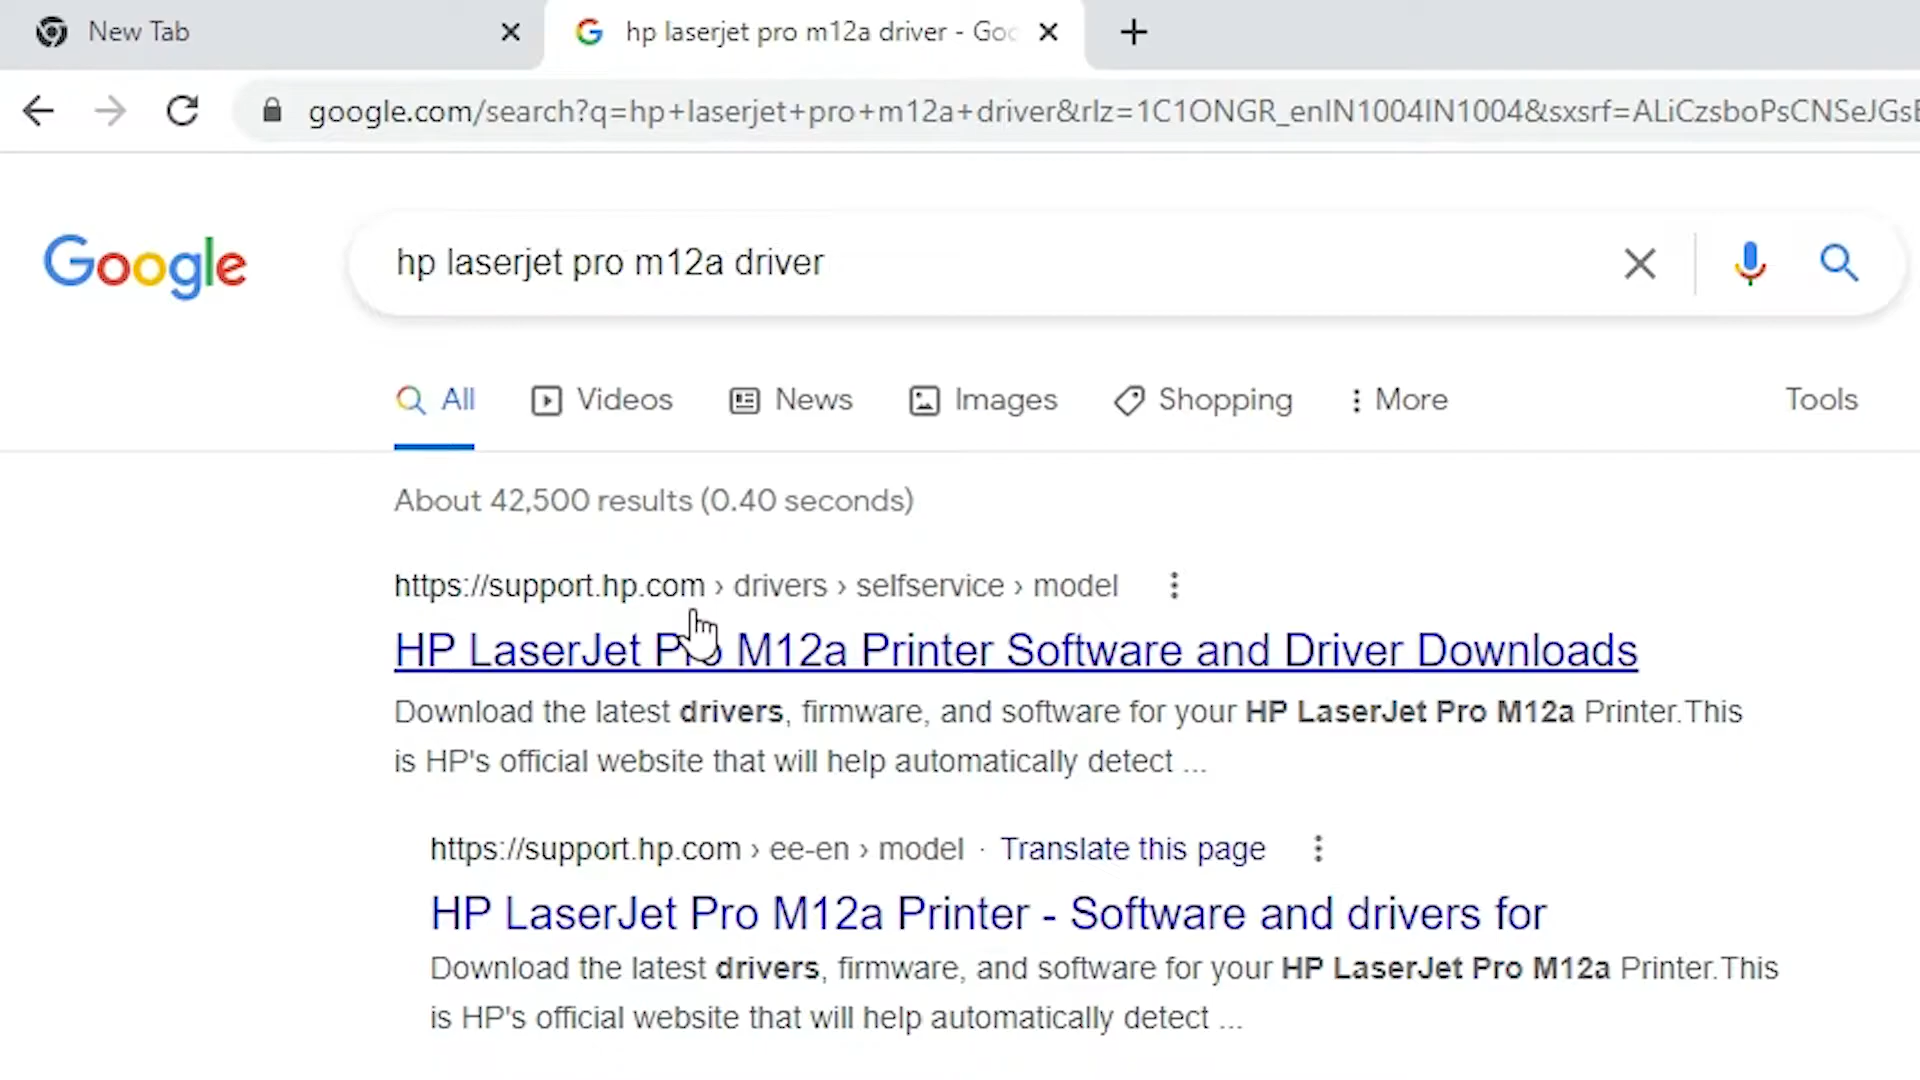 New Tab
hp laserjet pro m12a driver - Goo
google.com/search?q=hp+laserjet+pro+m12a+driver&rlz=1C1ONGR_enIN1004IN1004&sxsrf=ALiCzsboPsCNSeJGsE
Google
hp laserjet pro m12a driver
All Videos News Images Shopping More Tools
About 42,500 results (0.40 seconds)
https://support.hp.com › drivers › selfservice › model
HP LaserJet Pro M12a Printer Software and Driver Downloads
Download the latest drivers, firmware, and software for your HP LaserJet Pro M12a Printer.This
is HP's official website that will help automatically detect ...
https://support.hp.com › ee-en › model · Translate this page
HP LaserJet Pro M12a Printer - Software and drivers for
Download the latest drivers, firmware, and software for your HP LaserJet Pro M12a Printer.This
is HP's official website that will help automatically detect ...